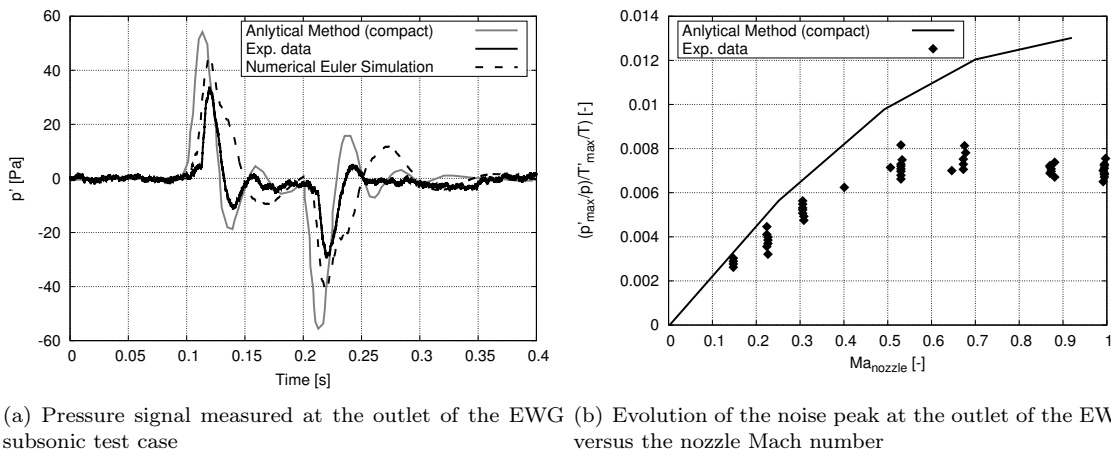 p' [Pa]
60
40
20
0
-20
-40
-60
0
0.05
0.1
0.15
0.2
0.25
0.3
0.35
0.4
Time [s]
Anlytical Method (compact)
Exp. data
Numerical Euler Simulation
(a) Pressure signal measured at the outlet of the EWG
subsonic test case
(p'max/p)/T'max/T) [-]
0.014
0.012
0.01
0.008
0.006
0.004
0.002
0
0
0.1
0.2
0.3
0.4
0.5
0.6
0.7
0.8
0.9
1
Manozzle [-]
Anlytical Method (compact)
Exp. data
(b) Evolution of the noise peak at the outlet of the EW
versus the nozzle Mach number